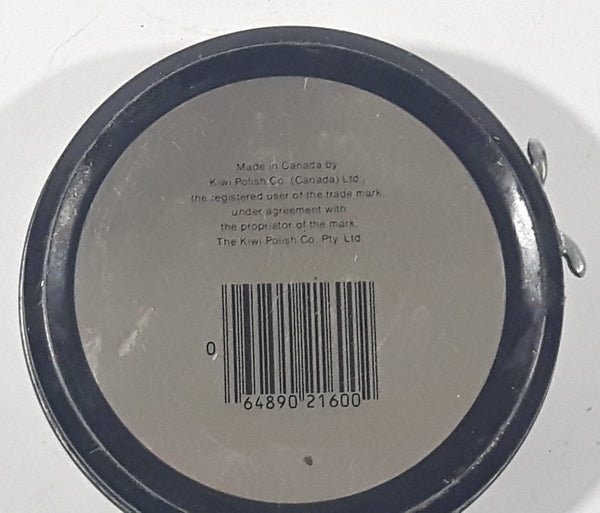 Made in Canada by
Kiwi Polish Co. (Canada) Ltd.,
the registered user of the trade mark,
under agreement with
the proprietor of the mark,
The Kiwi Polish Co. Pty. Ltd.
0 64890 21600